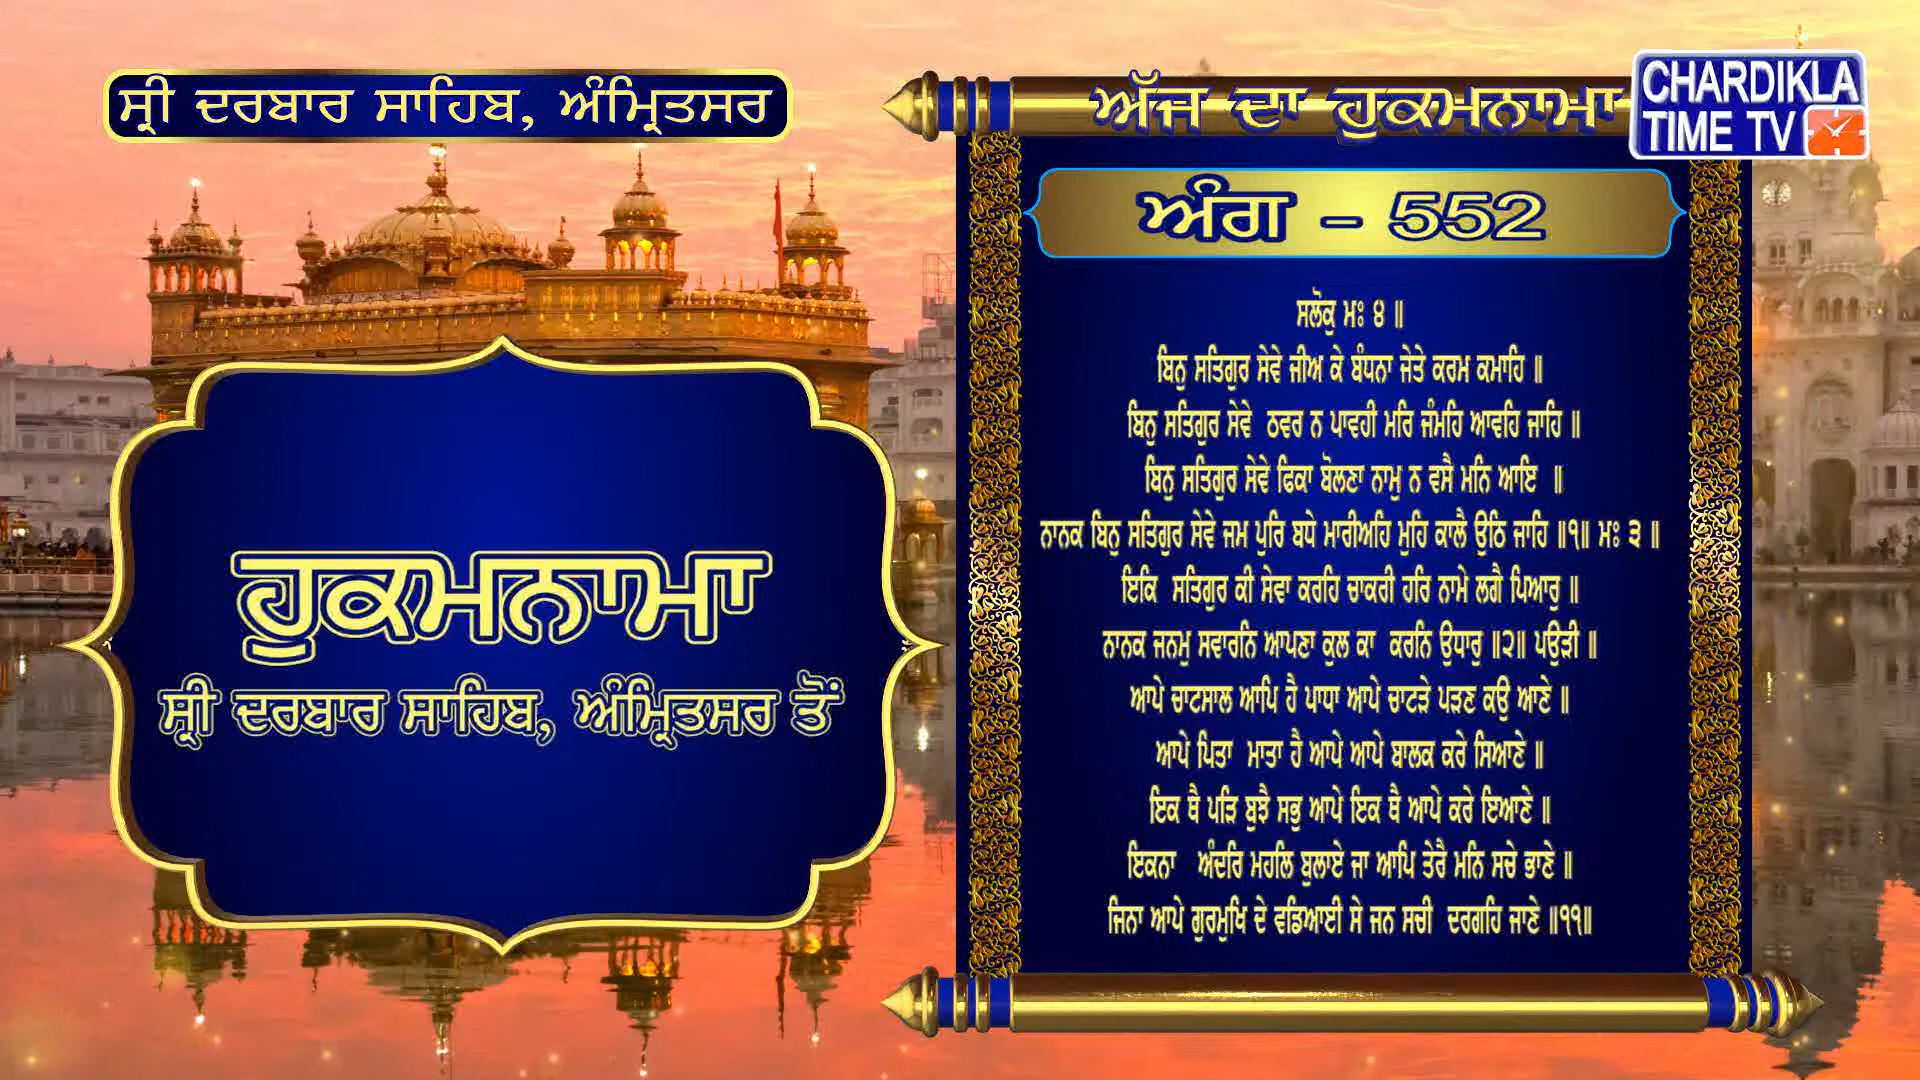 ਸ੍ਰੀ ਦਰਬਾਰ ਸਾਹਿਬ, ਅੰਮ੍ਰਿਤਸਰ
ਹੁਕਮਨਾਮਾ
ਸ੍ਰੀ ਦਰਬਾਰ ਸਾਹਿਬ, ਅੰਮ੍ਰਿਤਸਰ ਤੋਂ
ਅੱਜ ਦਾ ਹੁਕਮਨਾਮਾ
CHARDIKLA
TIME TV
ਅੰਗ - 552
ਸਲੋਕੁ ਮਃ ੪ ॥
ਬਿਨੁ ਸਤਿਗੁਰ ਸੇਵੇ ਜੀਅ ਕੇ ਬੰਧਨਾ ਜੇਤੇ ਕਰਮ ਕਮਾਹਿ ॥
ਬਿਨੁ ਸਤਿਗੁਰ ਸੇਵੇ ਠਵਰ ਨ ਪਾਵਹੀ ਮਰਿ ਜੰਮਹਿ ਆਵਹਿ ਜਾਹਿ ॥
ਬਿਨੁ ਸਤਿਗੁਰ ਸੇਵੇ ਫਿਕਾ ਬੋਲਣਾ ਨਾਮੁ ਨ ਵਸੈ ਮਨਿ ਆਇ ॥
ਨਾਨਕ ਬਿਨੁ ਸਤਿਗੁਰ ਸੇਵੇ ਜਮ ਪੁਰਿ ਬਧੇ ਮਾਰੀਅਹਿ ਮੁਹਿ ਕਾਲੈ ਉਠਿ ਜਾਹਿ ॥੧॥ ਮਃ ੩ ॥
ਇਕਿ ਸਤਿਗੁਰ ਕੀ ਸੇਵਾ ਕਰਹਿ ਚਾਕਰੀ ਹਰਿ ਨਾਮੇ ਲਗੈ ਪਿਆਰੁ ॥
ਨਾਨਕ ਜਨਮੁ ਸਵਾਰਨਿ ਆਪਣਾ ਕੁਲ ਕਾ ਕਰਨਿ ਉਧਾਰੁ ॥੨॥ ਪਉੜੀ ॥
ਆਪੇ ਚਾਟਸਾਲ ਆਪਿ ਹੈ ਪਾਧਾ ਆਪੇ ਚਾਟੜੇ ਪੜਣ ਕਉ ਆਣੇ ॥
ਆਪੇ ਪਿਤਾ ਮਾਤਾ ਹੈ ਆਪੇ ਆਪੇ ਬਾਲਕ ਕਰੇ ਸਿਆਣੇ ॥
ਇਕ ਥੈ ਪੜਿ ਬੁਝੈ ਸਭੁ ਆਪੇ ਇਕ ਥੈ ਆਪੇ ਕਰੇ ਇਆਣੇ ॥
ਇਕਨਾ ਅੰਦਰਿ ਮਹਲਿ ਬੁਲਾਏ ਜਾ ਆਪਿ ਤੇਰੈ ਮਨਿ ਸਚੇ ਭਾਣੇ ॥
ਜਿਨਾ ਆਪੇ ਗੁਰਮੁਖਿ ਦੇ ਵਡਿਆਈ ਸੇ ਜਨ ਸਚੀ ਦਰਗਹਿ ਜਾਣੇ ॥੧੧॥